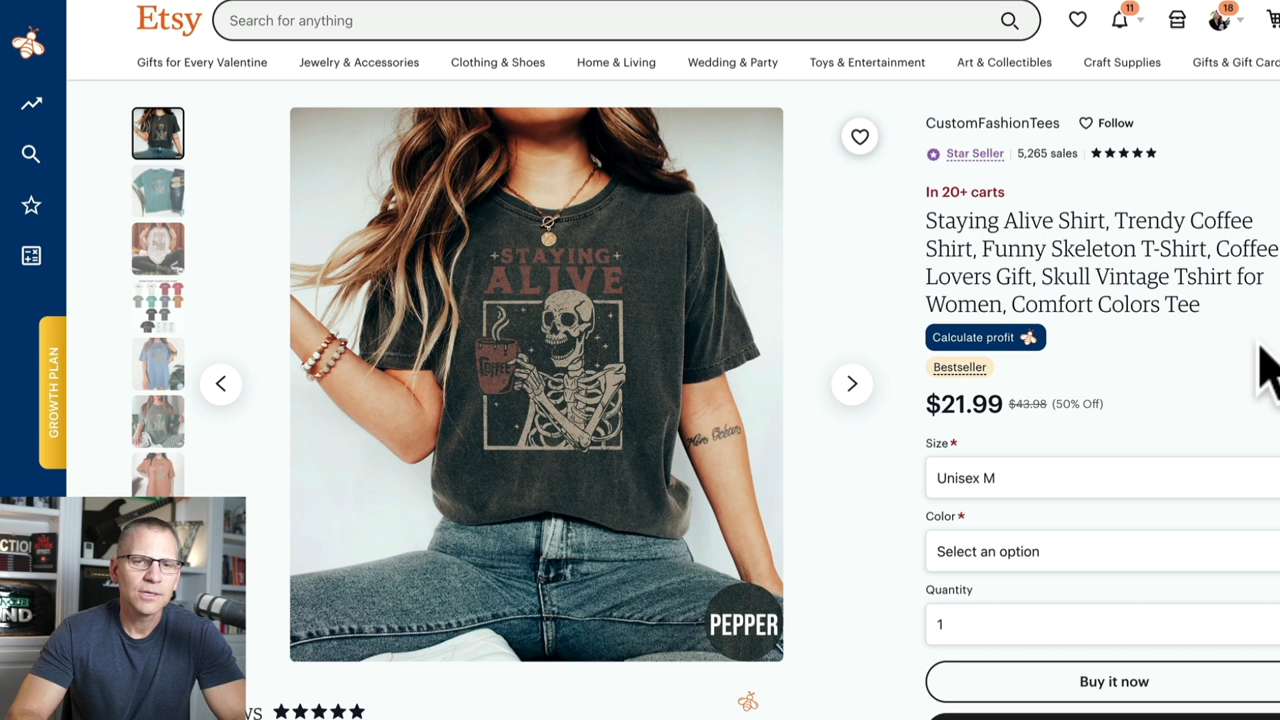 Etsy
Search for anything
11
18
Gifts for Every Valentine
Jewelry & Accessories
Clothing & Shoes
Home & Living
Wedding & Party
Toys & Entertainment
Art & Collectibles
Craft Supplies
Gifts & Gift Card
GROWTH PLAN
STAYING
ALIVE
COFFEE
PEPPER
CustomFashionTees
Follow
Star Seller
5,265 sales
In 20+ carts
Staying Alive Shirt, Trendy Coffee
Shirt, Funny Skeleton T-Shirt, Coffee
Lovers Gift, Skull Vintage Tshirt for
Women, Comfort Colors Tee
Calculate profit
Bestseller
$21.99 $43.98 (50% Off)
Size*
Unisex M
Color*
Select an option
Quantity
1
Buy it now